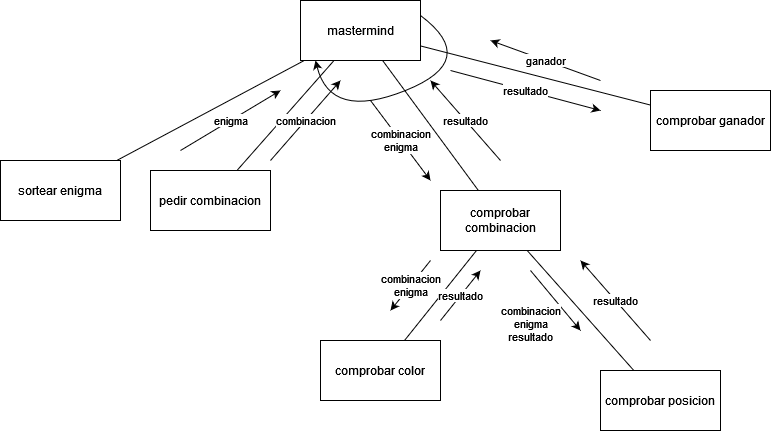 mastermind
ganador
resultado
comprobar ganador
enigma
combinacion
combinacion
enigma
resultado
sortear enigma
pedir combinacion
comprobar
combinacion
combinacion
enigma
resultado
combinacion
enigma
resultado
resultado
comprobar color
comprobar posicion